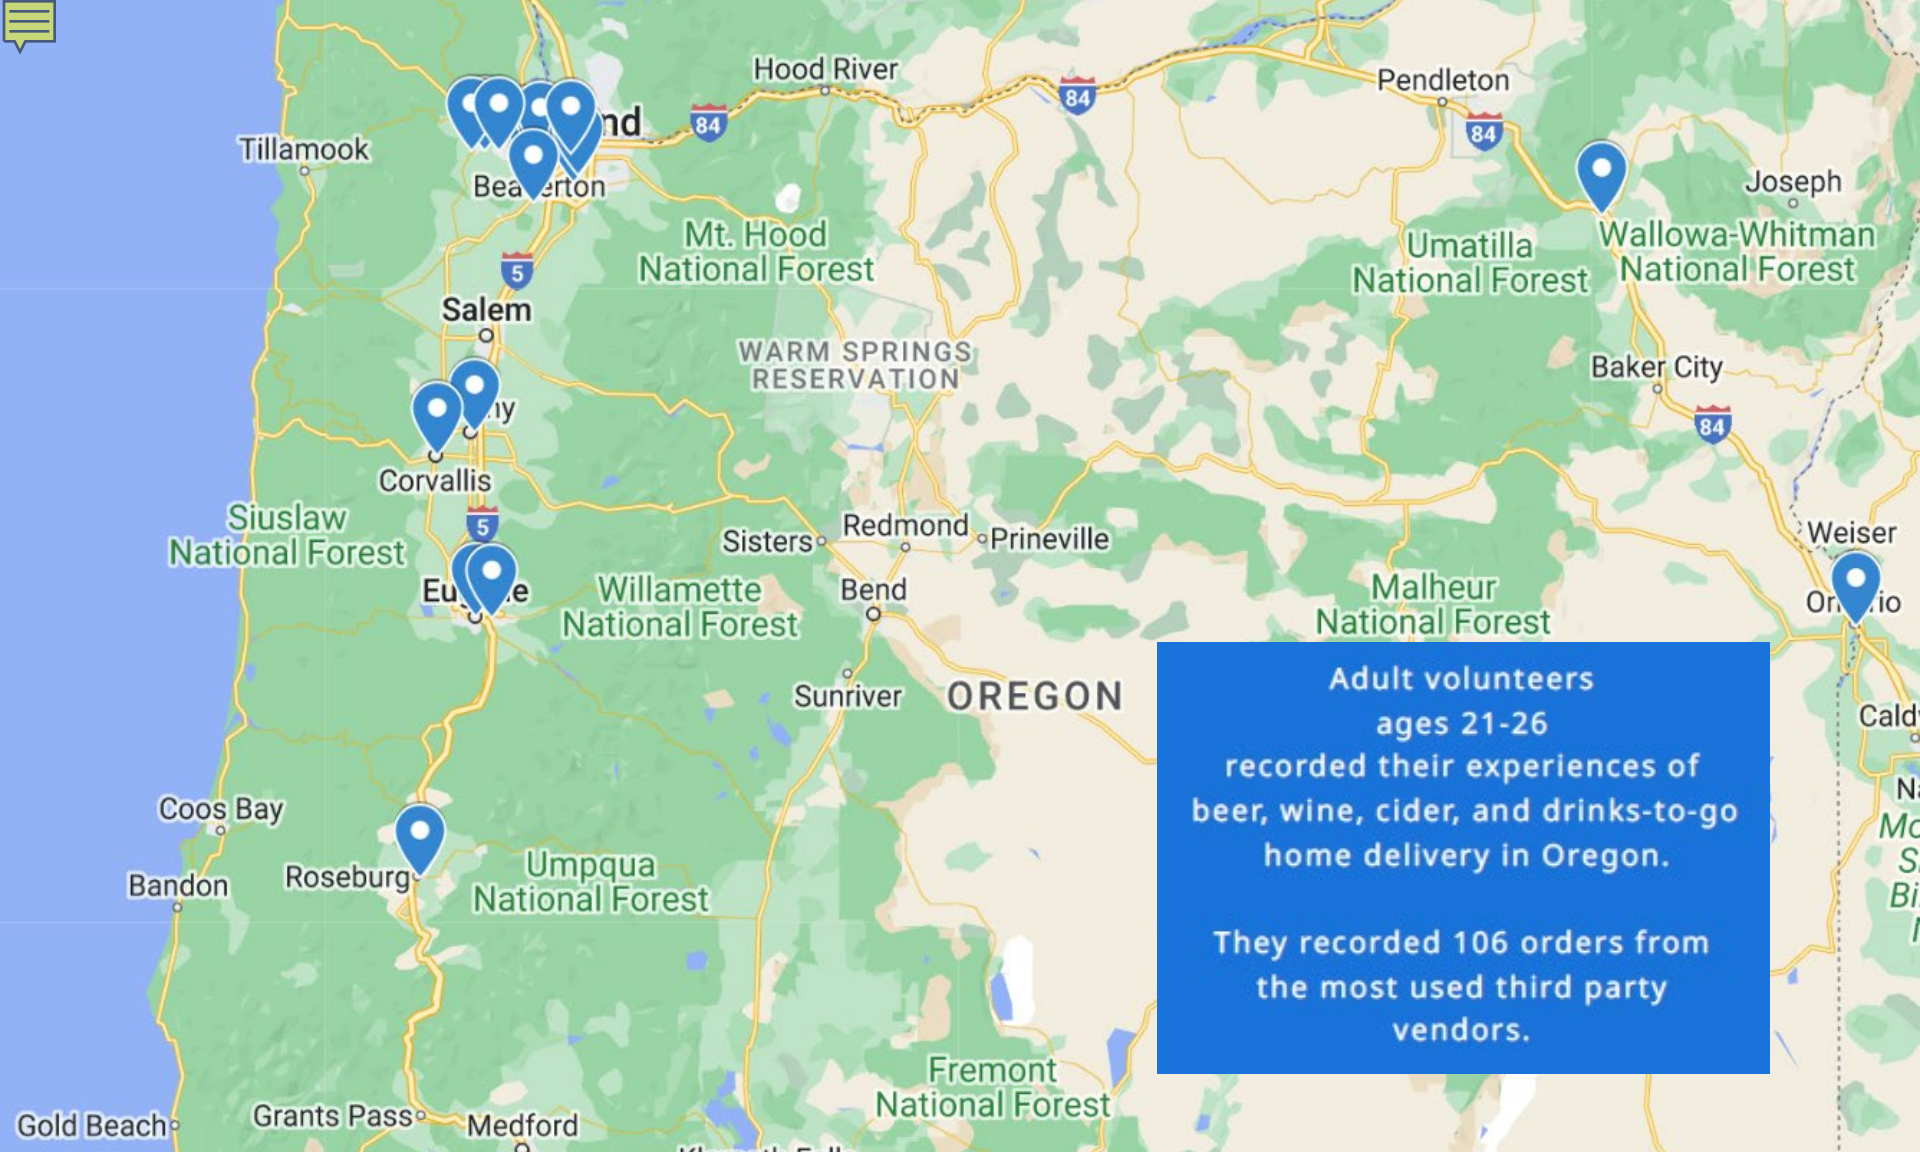 Hood River
84
Pendleton
84
84
nd
Tillamook
Joseph
Mt. Hood
National Forest
Umatilla
National Forest
Wallowa-Whitman
National Forest
5
Salem
WARM SPRINGS
RESERVATION
Baker City
84
Corvallis
5
Siuslaw
National Forest
Sisters
Redmond
Prineville
Weiser
Willamette
National Forest
Bend
Malheur
National Forest
Sunriver
OREGON
Coos Bay
Bandon
Roseburg
Umpqua
National Forest
Fremont
National Forest
Gold Beach
Grants Pass
Medford
Adult volunteers
ages 21-26
recorded their experiences of
beer, wine, cider, and drinks-to-go
home delivery in Oregon.
They recorded 106 orders from
the most used third party
vendors.